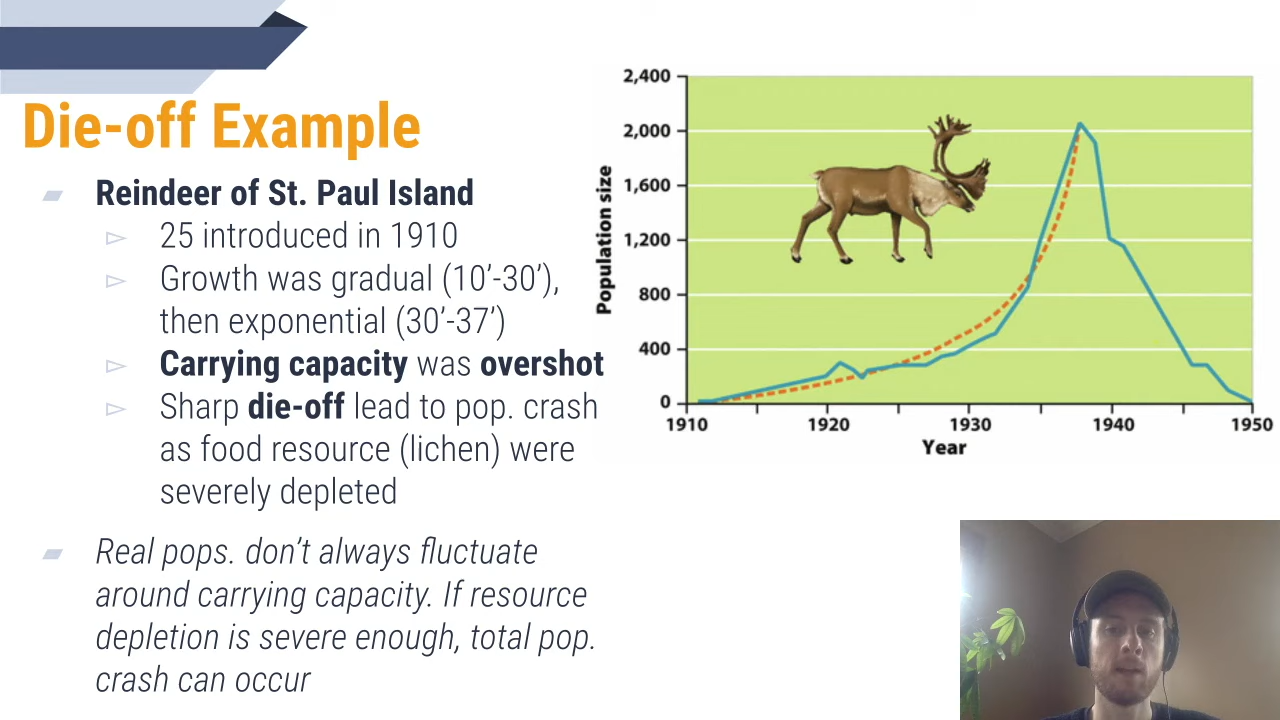 Die-off Example
Reindeer of St. Paul Island
25 introduced in 1910
Growth was gradual (10’-30’),
then exponential (30’-37’)
Carrying capacity was overshot
Sharp die-off lead to pop. crash
as food resource (lichen) were
severely depleted
Real pops. don’t always fluctuate
around carrying capacity. If resource
depletion is severe enough, total pop.
crash can occur
Population size
2,400
2,000
1,600
1,200
800
400
0
1910 1920 1930 1940 1950
Year